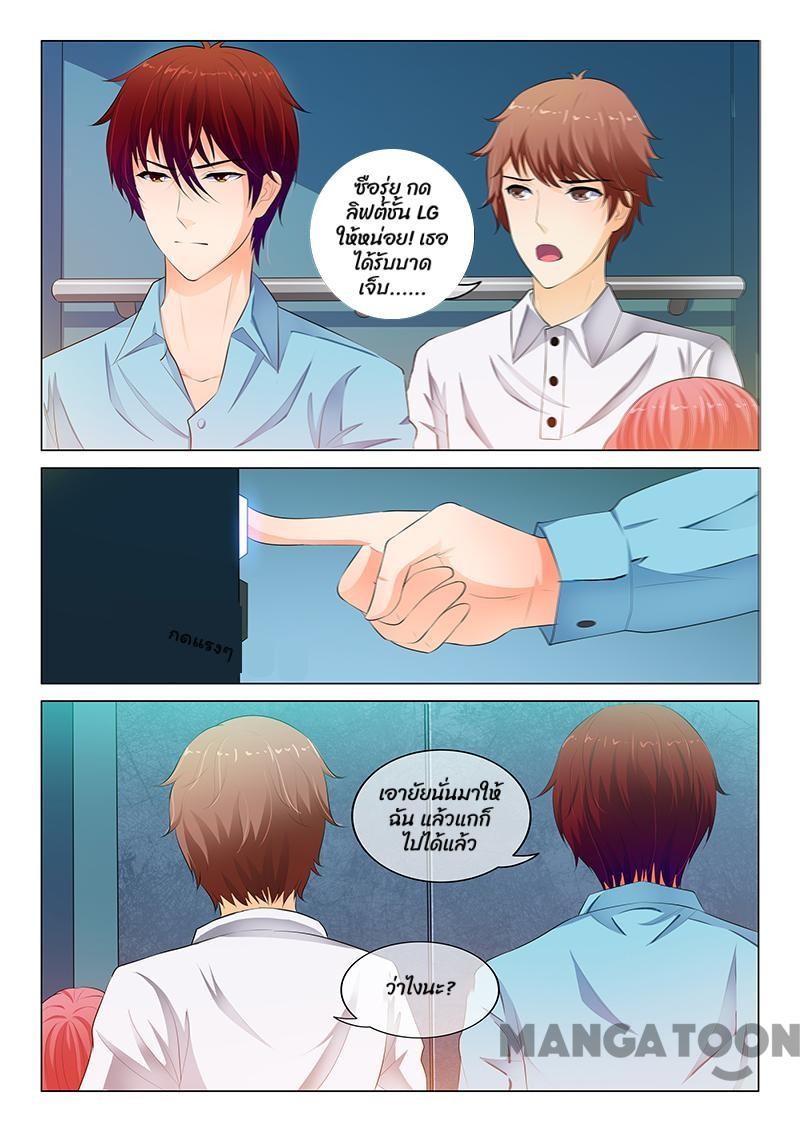 ซือรุ่ย กด
ลิฟต์ชั้น LG
ให้หน่อย! เธอ
ได้รับบาด
เจ็บ......
กดแรงๆ
เอายัยนั่นมาให้
ฉัน แล้วแกก็
ไปได้แล้ว
ว่าไงนะ?
MANGATOON